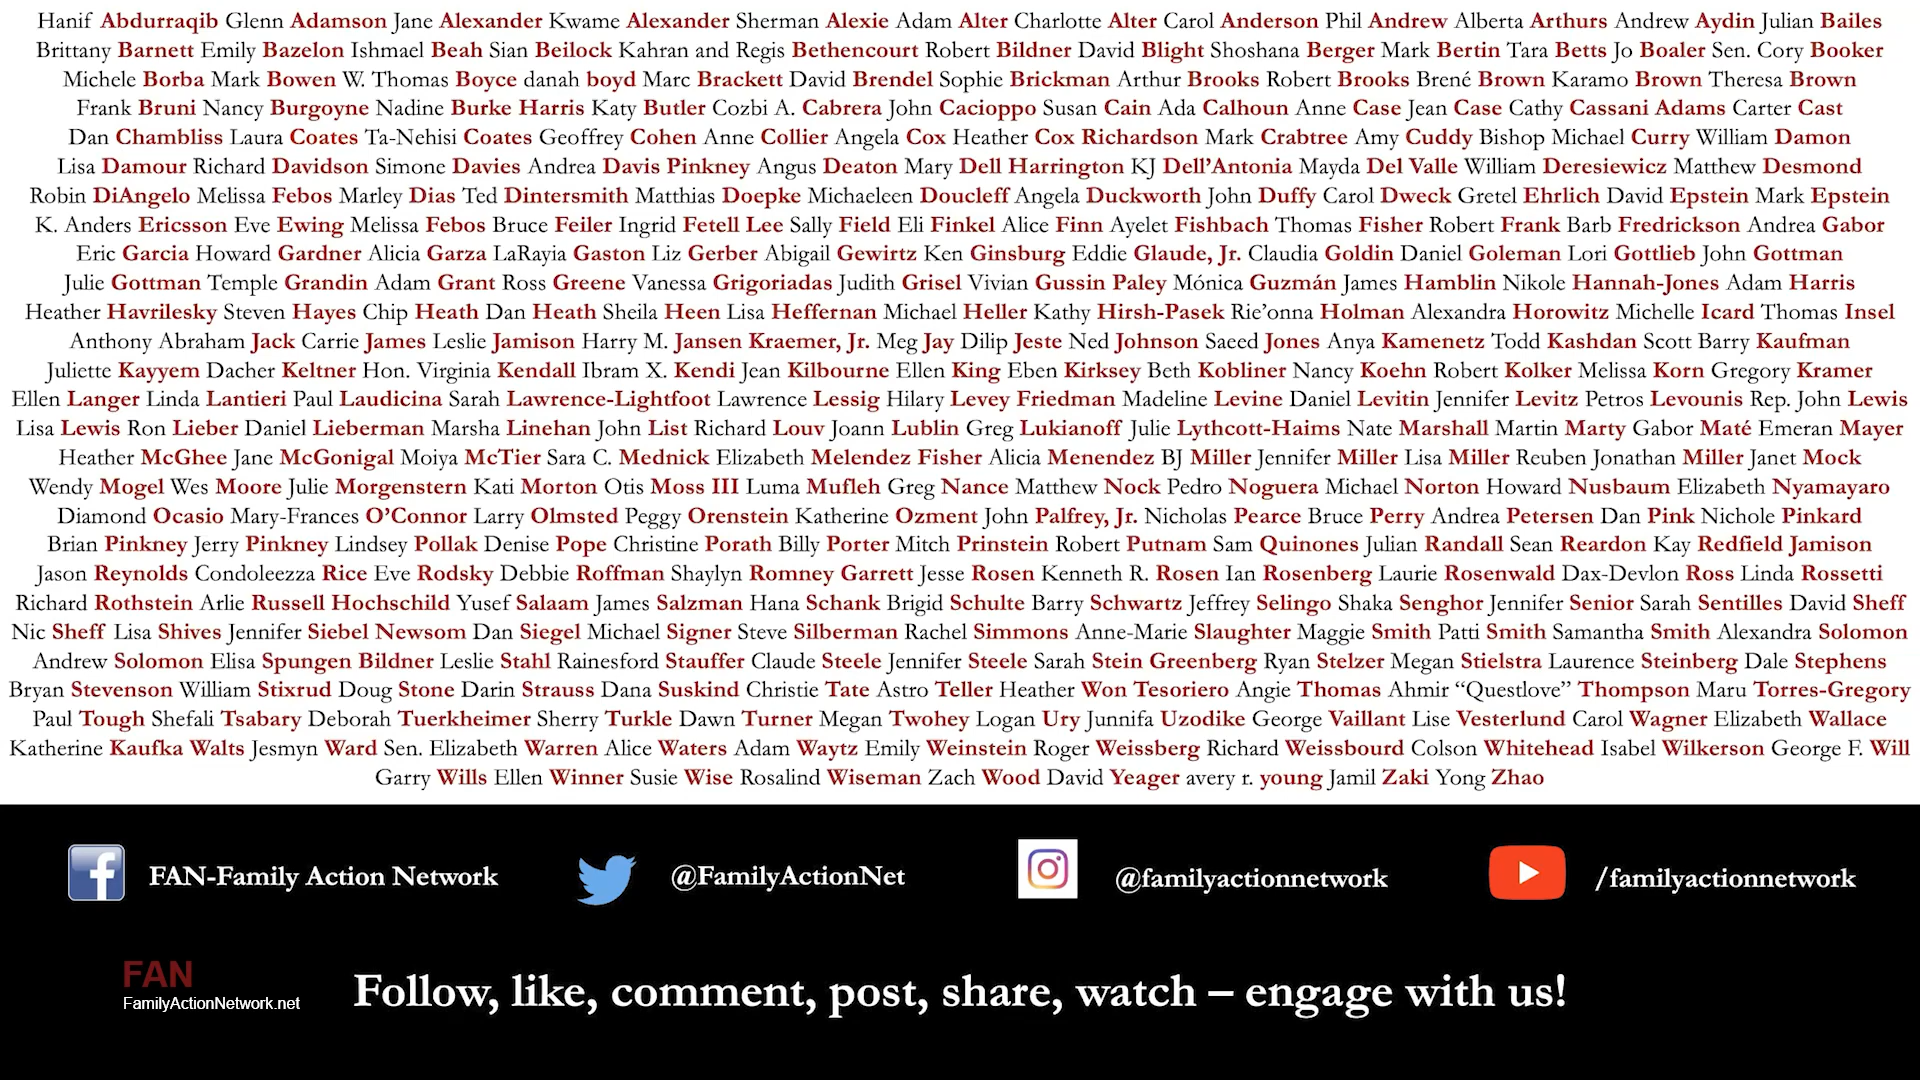 Hanif Abdurraqib Glenn Adamson Jane Alexander Kwame Alexander Sherman Alexie Adam Alter Charlotte Alter Carol Anderson Phil Andrew Alberta Arthurs Andrew Aydin Julian Bailes
Brittany Barnett Emily Bazelon Ishmael Beah Sian Beilock Kahran and Regis Bethencourt Robert Bildner David Blight Shoshana Berger Mark Bertin Tara Betts Jo Boaler Sen. Cory Booker
Michele Borba Mark Bowen W. Thomas Boyce danah boyd Marc Brackett David Brendel Sophie Brickman Arthur Brooks Robert Brooks Brené Brown Karamo Brown Theresa Brown
Frank Bruni Nancy Burgoyne Nadine Burke Harris Katy Butler Cozbi A. Cabrera John Cacioppo Susan Cain Ada Calhoun Anne Case Jean Case Cathy Cassani Adams Carter Cast
Dan Chambliss Laura Coates Ta-Nehisi Coates Geoffrey Cohen Anne Collier Angela Cox Heather Cox Richardson Mark Crabtree Amy Cuddy Bishop Michael Curry William Damon
Lisa Damour Richard Davidson Simone Davies Andrea Davis Pinkney Angus Deaton Mary Dell Harrington KJ Dell'Antonia Mayda Del Valle William Deresiewicz Matthew Desmond
Robin DiAngelo Melissa Febos Marley Dias Ted Dintersmith Matthias Doepke Michaeleen Doucleff Angela Duckworth John Duffy Carol Dweck Gretel Ehrlich David Epstein Mark Epstein
K. Anders Ericsson Eve Ewing Melissa Febos Bruce Feiler Ingrid Fetell Lee Sally Field Eli Finkel Alice Finn Ayelet Fishbach Thomas Fisher Robert Frank Barb Fredrickson Andrea Gabor
Eric Garcia Howard Gardner Alicia Garza LaRayia Gaston Liz Gerber Abigail Gewirtz Ken Ginsburg Eddie Glaude, Jr. Claudia Goldin Daniel Goleman Lori Gottlieb John Gottman
Julie Gottman Temple Grandin Adam Grant Ross Greene Vanessa Grigoriadas Judith Grisel Vivian Gussin Paley Mónica Guzmán James Hamblin Nikole Hannah-Jones Adam Harris
Heather Havrilesky Steven Hayes Chip Heath Dan Heath Sheila Heen Lisa Heffernan Michael Heller Kathy Hirsh-Pasek Rie'onna Holman Alexandra Horowitz Michelle Icard Thomas Insel
Anthony Abraham Jack Carrie James Leslie Jamison Harry M. Jansen Kraemer, Jr. Meg Jay Dilip Jeste Ned Johnson Saeed Jones Anya Kamenetz Todd Kashdan Scott Barry Kaufman
Juliette Kayyem Dacher Keltner Hon. Virginia Kendall Ibram X. Kendi Jean Kilbourne Ellen King Eben Kirksey Beth Kobliner Nancy Koehn Robert Kolker Melissa Korn Gregory Kramer
Ellen Langer Linda Lantieri Paul Laudicina Sarah Lawrence-Lightfoot Lawrence Lessig Hilary Levey Friedman Madeline Levine Daniel Levitin Jennifer Levitz Petros Levounis Rep. John Lewis
Lisa Lewis Ron Lieber Daniel Lieberman Marsha Linehan John List Richard Louv Joann Lublin Greg Lukianoff Julie Lythcott-Haims Nate Marshall Martin Marty Gabor Maté Emeran Mayer
Heather McGhee Jane McGonigal Moiya McTier Sara C. Mednick Elizabeth Melendez Fisher Alicia Menendez BJ Miller Jennifer Miller Lisa Miller Reuben Jonathan Miller Janet Mock
Wendy Mogel Wes Moore Julie Morgenstern Kati Morton Otis Moss III Luma Mufleh Greg Nance Matthew Nock Pedro Noguera Michael Norton Howard Nusbaum Elizabeth Nyamayaro
Diamond Ocasio Mary-Frances O'Connor Larry Olmsted Peggy Orenstein Katherine Ozment John Palfrey, Jr. Nicholas Pearce Bruce Perry Andrea Petersen Dan Pink Nichole Pinkard
Brian Pinkney Jerry Pinkney Lindsey Pollak Denise Pope Christine Porath Billy Porter Mitch Prinstein Robert Putnam Sam Quinones Julian Randall Sean Reardon Kay Redfield Jamison
Jason Reynolds Condoleezza Rice Eve Rodsky Debbie Roffman Shaylyn Romney Garrett Jesse Rosen Kenneth R. Rosen Ian Rosenberg Laurie Rosenwald Dax-Devlon Ross Linda Rossetti
Richard Rothstein Arlie Russell Hochschild Yusef Salaam James Salzman Hana Schank Brigid Schulte Barry Schwartz Jeffrey Selingo Shaka Senghor Jennifer Senior Sarah Sentilles David Sheff
Nic Sheff Lisa Shives Jennifer Siebel Newsom Dan Siegel Michael Signer Steve Silberman Rachel Simmons Anne-Marie Slaughter Maggie Smith Patti Smith Samantha Smith Alexandra Solomon
Andrew Solomon Elisa Spungen Bildner Leslie Stahl Rainesford Stauffer Claude Steele Jennifer Steele Sarah Stein Greenberg Ryan Stelzer Megan Stielstra Laurence Steinberg Dale Stephens
Bryan Stevenson William Stixrud Doug Stone Darin Strauss Dana Suskind Christie Tate Astro Teller Heather Won Tesoriero Angie Thomas Ahmir “Questlove” Thompson Maru Torres-Gregory
Paul Tough Shefali Tsabary Deborah Tuerkheimer Sherry Turkle Dawn Turner Megan Twohey Logan Ury Junnifa Uzodike George Vaillant Lise Vesterlund Carol Wagner Elizabeth Wallace
Katherine Kaufka Walts Jesmyn Ward Sen. Elizabeth Warren Alice Waters Adam Waytz Emily Weinstein Roger Weissberg Richard Weissbourd Colson Whitehead Isabel Wilkerson George F. Will
Garry Wills Ellen Winner Susie Wise Rosalind Wiseman Zach Wood David Yeager avery r. young Jamil Zaki Yong Zhao
FAN-Family Action Network @FamilyActionNet @familyactionnetwork /familyactionnetwork
FAN
FamilyActionNetwork.net
Follow, like, comment, post, share, watch – engage with us!